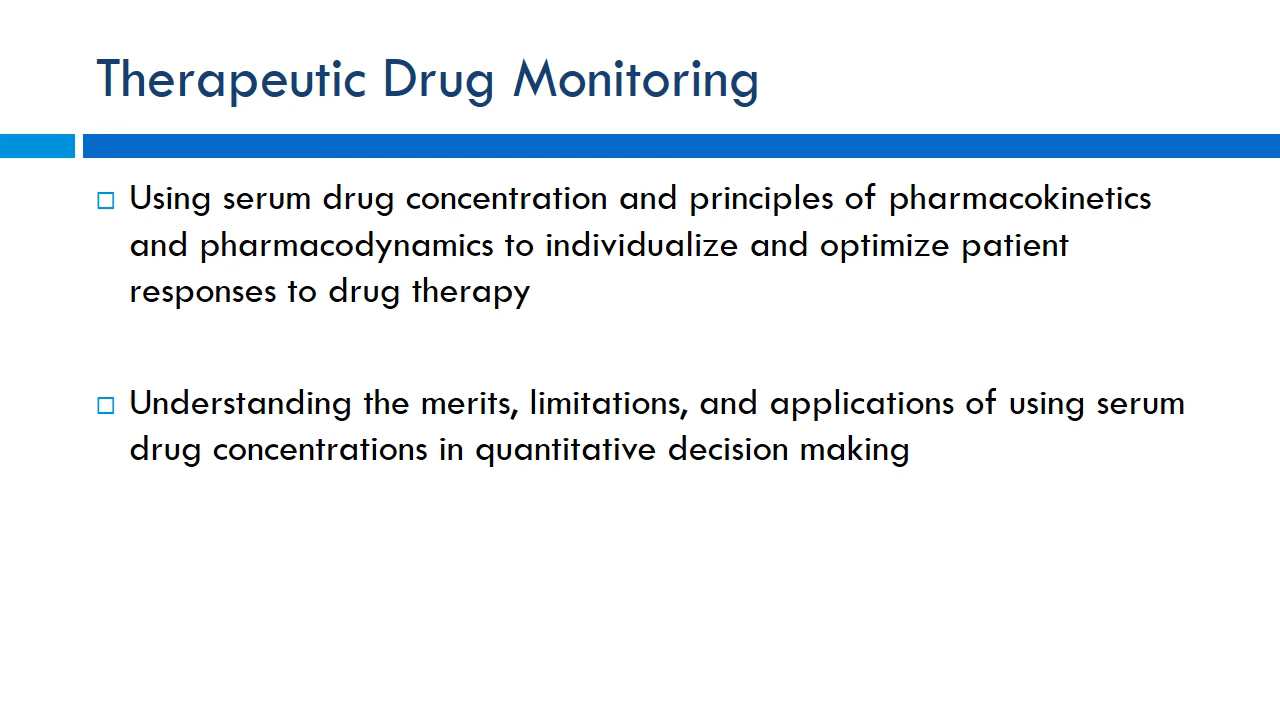 Therapeutic Drug Monitoring
Using serum drug concentration and principles of pharmacokinetics
and pharmacodynamics to individualize and optimize patient
responses to drug therapy
Understanding the merits, limitations, and applications of using serum
drug concentrations in quantitative decision making